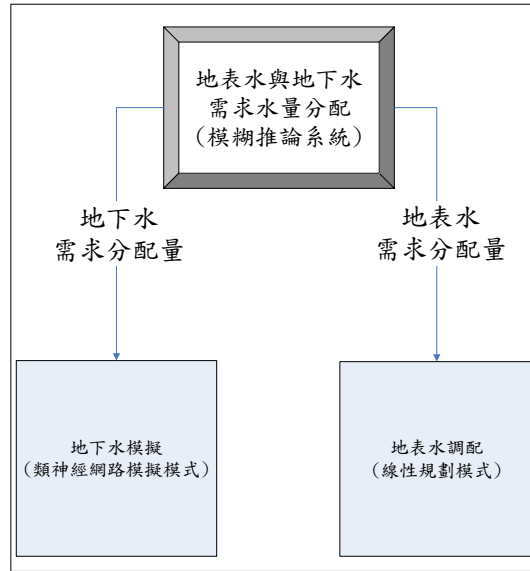 地表水與地下水
需求水量分配
(模糊推論系統)
地下水
需求分配量
地表水
需求分配量
地下水模擬
(類神經網路模擬模式)
地表水調配
(線性規劃模式)